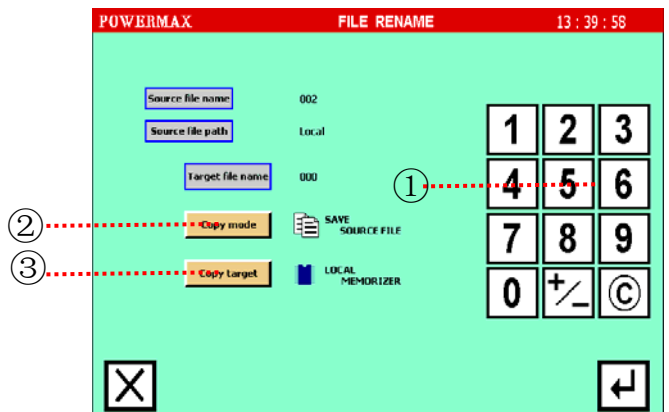 POWERMAX FILE RENAME 13 : 39 : 58
Source file name 002
Source file path Local
1 2 3
Target file name 000
① 4 5 6
② Copy mode SAVE SOURCE FILE
7 8 9
③ Copy target LOCAL MEMORIZER
0 +/- ©
X ↵